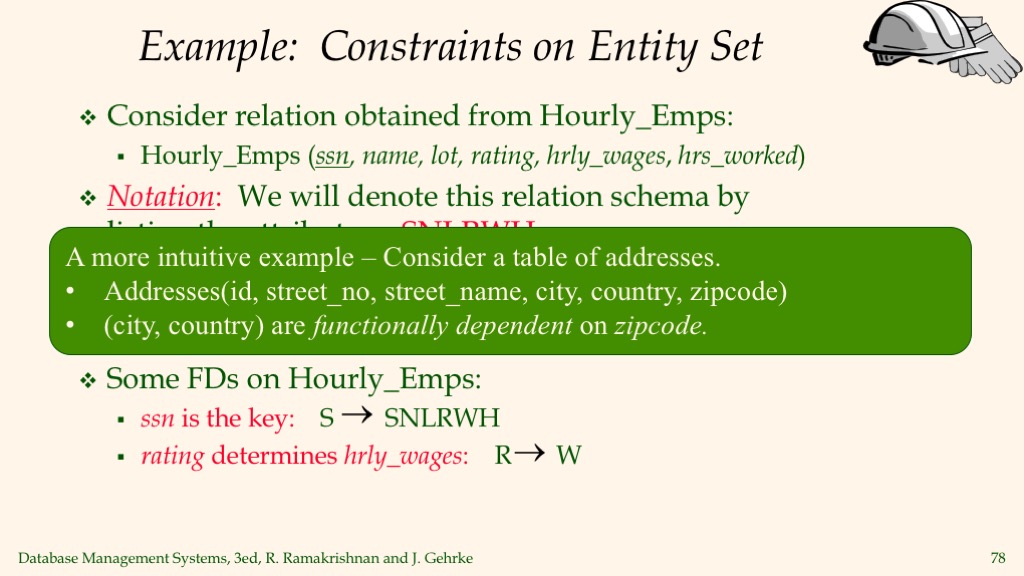 Example: Constraints on Entity Set
❖ Consider relation obtained from Hourly_Emps:
▪ Hourly_Emps (ssn, name, lot, rating, hrly_wages, hrs_worked)
❖ Notation: We will denote this relation schema by
SNLRWH
A more intuitive example – Consider a table of addresses.
• Addresses(id, street_no, street_name, city, country, zipcode)
• (city, country) are functionally dependent on zipcode.
❖ Some FDs on Hourly_Emps:
▪ ssn is the key: S → SNLRWH
▪ rating determines hrly_wages: R→ W
Database Management Systems, 3ed, R. Ramakrishnan and J. Gehrke 78